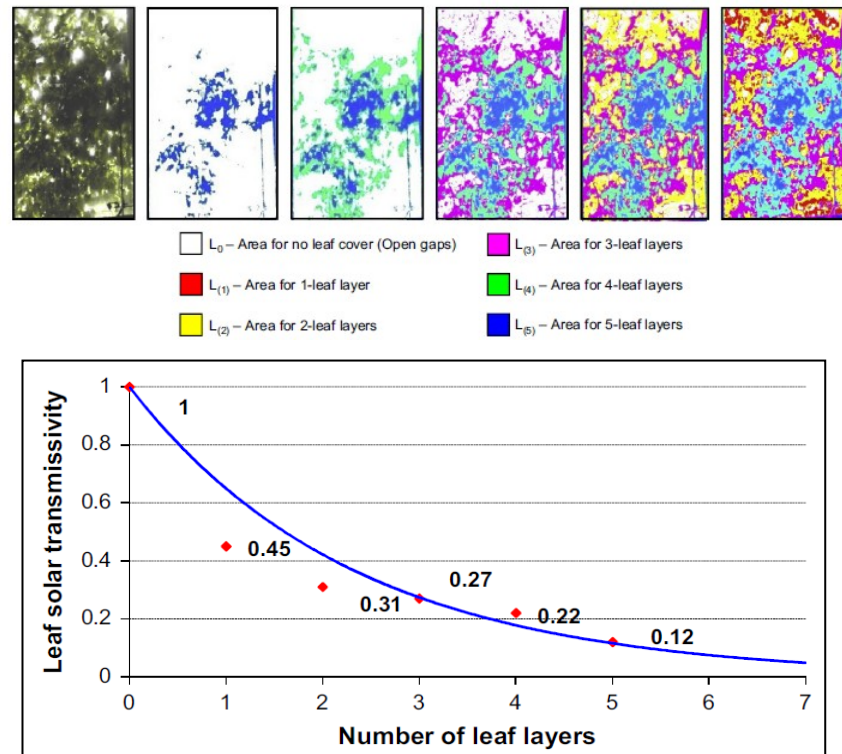 L0 – Area for no leaf cover (Open gaps)
L(1) – Area for 1-leaf layer
L(2) – Area for 2-leaf layers
L(3) – Area for 3-leaf layers
L(4) – Area for 4-leaf layers
L(5) – Area for 5-leaf layers
Leaf solar transmissivity
1
0.8
0.6
0.4
0.2
0
1
0.45
0.31
0.27
0.22
0.12
0 1 2 3 4 5 6 7
Number of leaf layers